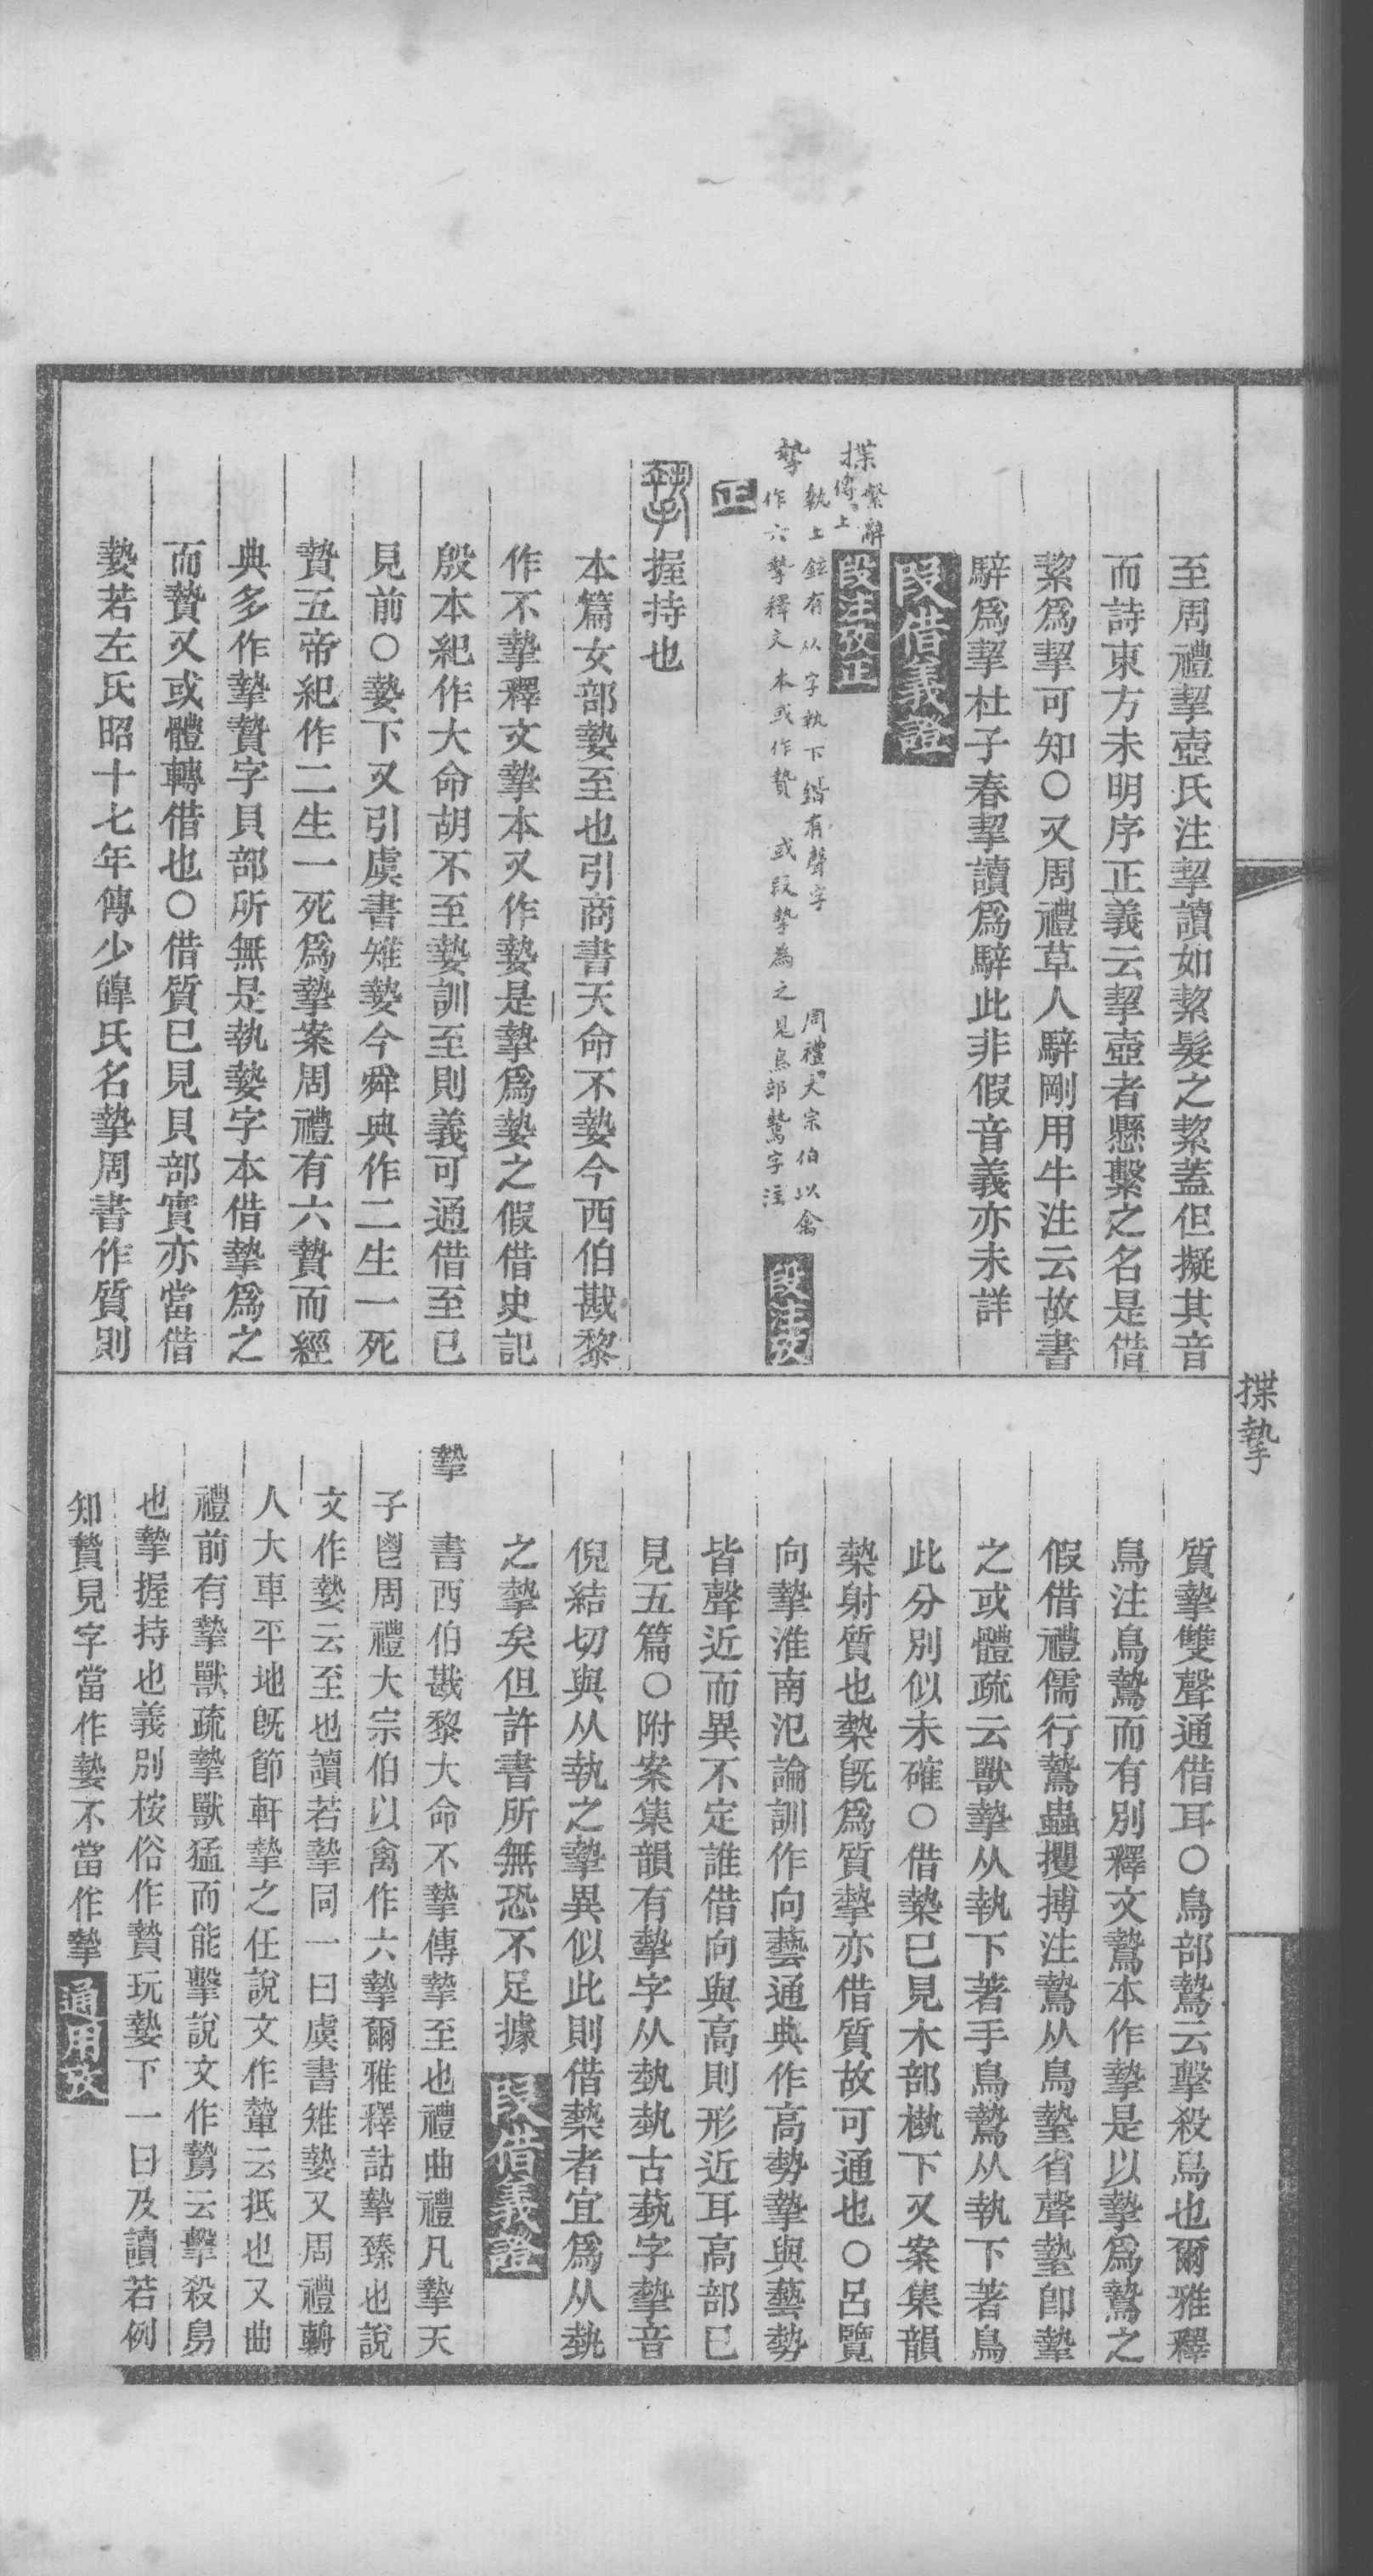 至周禮挈壺氏注挈讀如絜髮之絜蓋但擬其音
而詩東方未明序正義云挈壺者懸繫之名是借
絜爲挈可知○又周禮草人騂剛用牛注云故書
騂爲挈杜子春挈讀爲騂此非假音義亦未詳
段借義證
揲 繫辭傳上
段注攷正
摯 執上鉉有从字執下鍇有聲字 周禮大宗伯以禽
作六摯釋文本或作贄 或段摯為之見鳥部鷙字注
段注攷
正
摯 握持也
本篇女部㙯至也引商書天命不㙯今西伯戡黎
作不摯釋文摯本又作㙯是摯爲㙯之假借史記
殷本紀作大命胡不至㙯訓至則義可通借至已
見前○㙯下又引虞書雉㙯今舜典作二生一死
贄五帝紀作二生一死爲摯案周禮有六贄而經
典多作摯贄字貝部所無是執㙯字本借摯爲之
而贄又或體轉借也○借質已見貝部實亦當借
㙯若左氏昭十七年傳少皥氏名摯周書作質則
揲摯
質摯雙聲通借耳○鳥部鷙云擊殺鳥也爾雅釋
鳥注鳥鷙而有別釋文鷙本作摯是以摯爲鷙之
假借禮儒行鷙蟲攫搏注鷙从鳥摯省聲摯卽摯
之或體疏云獸摯从執下著手鳥鷙从執下著鳥
此分別似未確○借槷已見木部槸下又案集韻
槷射質也槷旣爲質摯亦借質故可通也○呂覽
向摯淮南氾論訓作向藝通典作高勢摯與藝勢
皆聲近而異不定誰借向與高則形近耳高部已
見五篇○附案集韻有摰字从埶埶古蓺字摰音
倪結切與从執之摯異似此則借槷者宜爲从埶
之摰矣但許書所無恐不足據
段借義證
摯 書西伯戡黎大命不摯傳摯至也禮曲禮凡摯天
子鬯周禮大宗伯以禽作六摯爾雅釋詁摯臻也說
文作㙯云至也讀若摯同一曰虞書雉㙯又周禮輈
人大車平地旣節軒摯之任說文作𨎌云抵也又曲
禮前有摯獸疏摯獸猛而能擊說文作鷙云擊殺鳥
也摯握持也義別桉俗作贄玩㙯下一曰及讀若例
知贄見字當作㙯不當作摯
通用攷